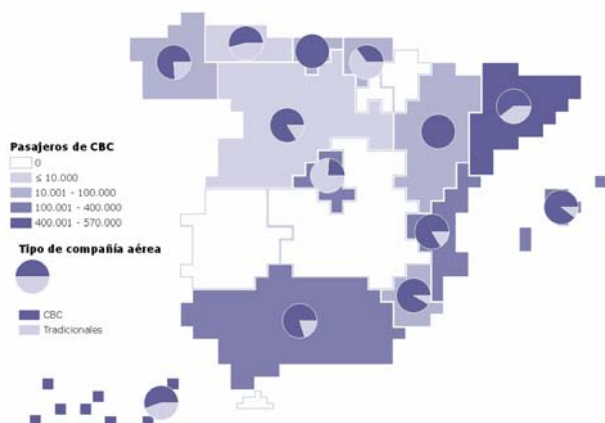 Pasajeros de CBC
0
≤ 10.000
10.001 - 100.000
100.001 - 400.000
400.001 - 570.000
Tipo de compañía aérea
CBC
Tradicionales